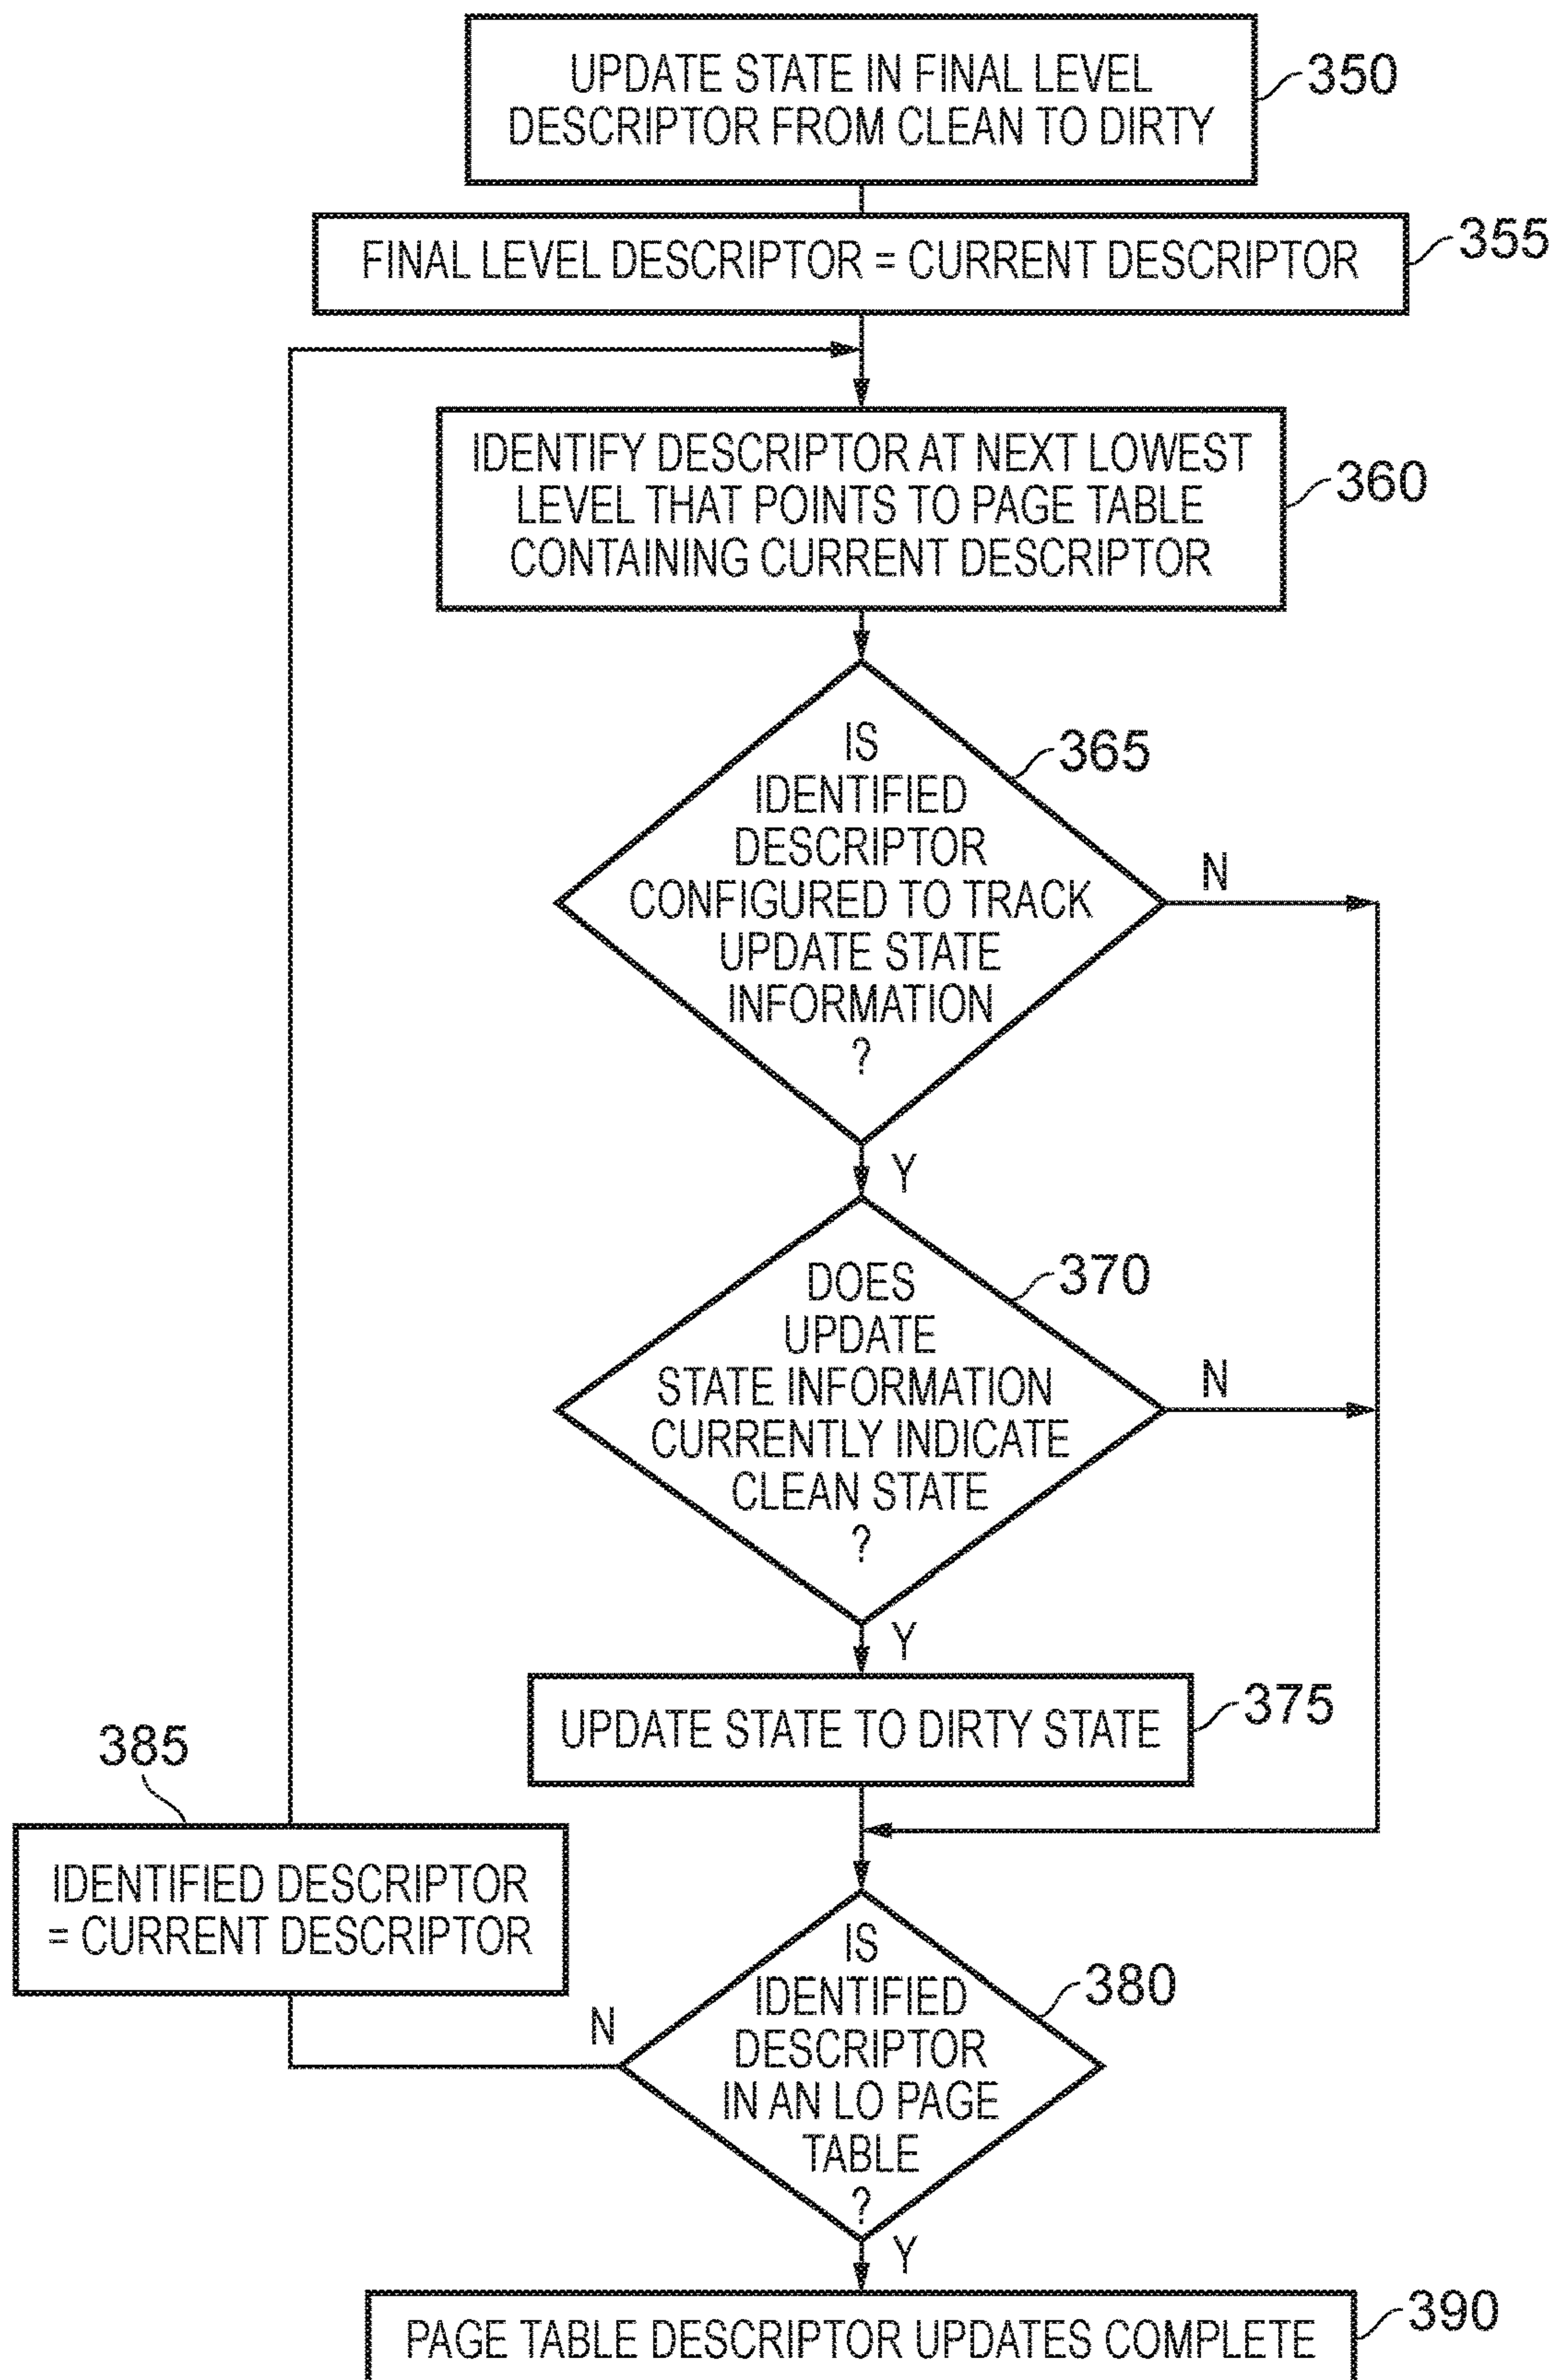 UPDATE STATE IN FINAL LEVEL
DESCRIPTOR FROM CLEAN TO DIRTY
350
FINAL LEVEL DESCRIPTOR = CURRENT DESCRIPTOR
355
IDENTIFY DESCRIPTOR AT NEXT LOWEST
LEVEL THAT POINTS TO PAGE TABLE
CONTAINING CURRENT DESCRIPTOR
360
IS
IDENTIFIED
DESCRIPTOR
CONFIGURED TO TRACK
UPDATE STATE
INFORMATION
?
365
N
Y
DOES
UPDATE
STATE INFORMATION
CURRENTLY INDICATE
CLEAN STATE
?
370
N
Y
UPDATE STATE TO DIRTY STATE
375
385
IDENTIFIED DESCRIPTOR
= CURRENT DESCRIPTOR
IS
IDENTIFIED
DESCRIPTOR
IN AN LO PAGE
TABLE
?
380
N
Y
PAGE TABLE DESCRIPTOR UPDATES COMPLETE
390